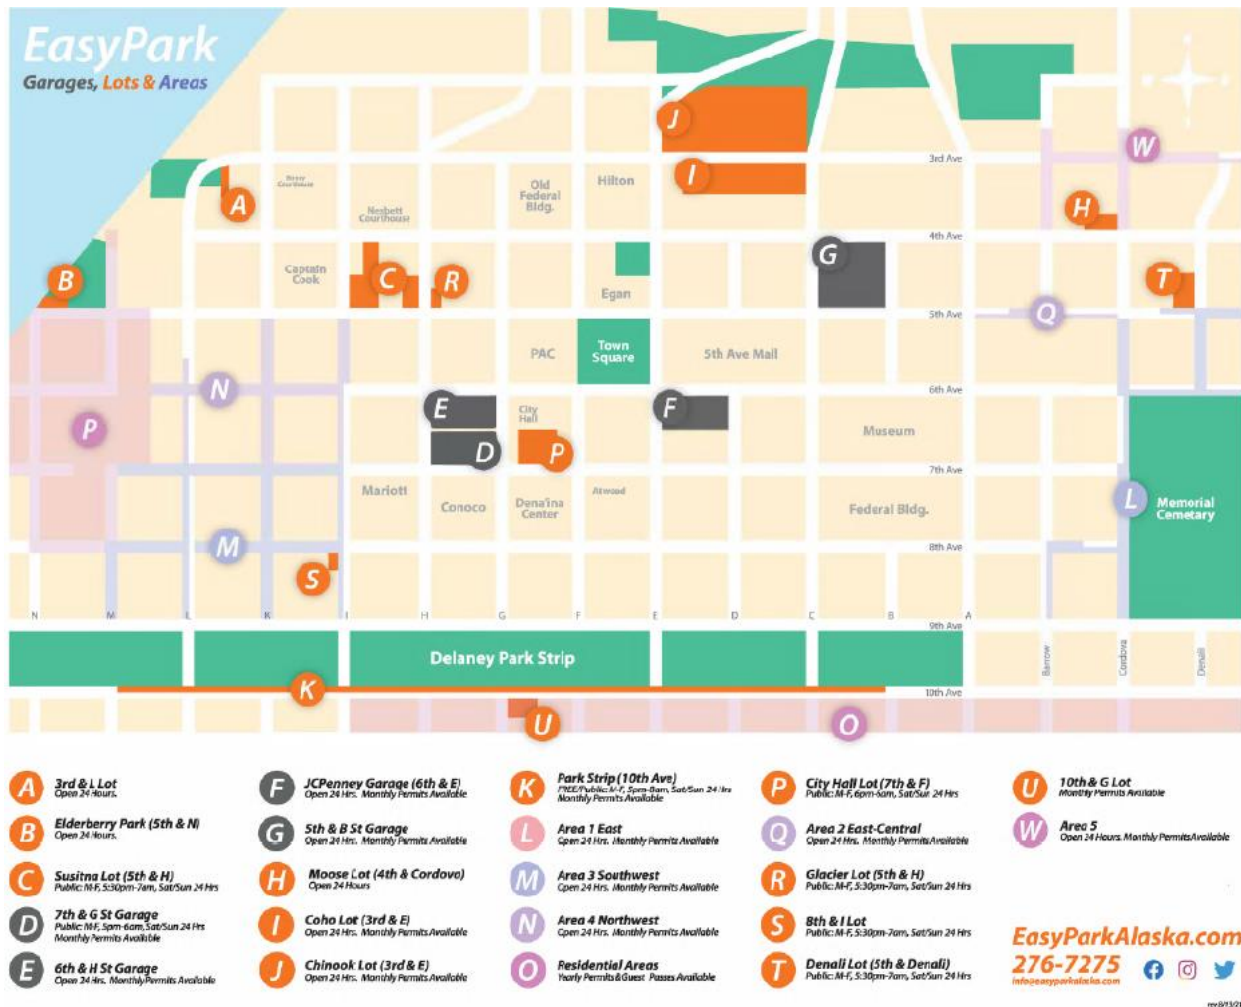 EasyPark
Garages, Lots & Areas
J
W
3rd Ave
I
A
Old
Federal
Bldg.
Hilton
Nesbett
Courthouse
H
4th Ave
B
Captain
Cook
C
R
Egan
G
T
5th Ave
Q
N
PAC
Town
Square
5th Ave Mall
6th Ave
P
E
D
City
Hall
P
F
Museum
7th Ave
Mariott
Conoco
Dena'ina
Center
Atwood
Federal Bldg.
L
Memorial
Cemetary
M
8th Ave
S
N M L K I H G F E D C B A
9th Ave
Barrow
Cordova
Denali
Delaney Park Strip
K
10th Ave
U
O
A 3rd & L Lot
Open 24 Hours.
B Elderberry Park (5th & N)
Open 24 Hours.
C Susitna Lot (5th & H)
Public: M-F, 5:30pm-7am, Sat/Sun 24 Hrs
D 7th & G St Garage
Public: M-F, 5pm-6am, Sat/Sun 24 Hrs
Monthly Permits Available
E 6th & H St Garage
Open 24 Hrs. Monthly Permits Available
F JCPenney Garage (6th & E)
Open 24 Hrs. Monthly Permits Available
G 5th & B St Garage
Open 24 Hrs. Monthly Permits Available
H Moose Lot (4th & Cordova)
Open 24 Hours
I Coho Lot (3rd & E)
Open 24 Hrs. Monthly Permits Available
J Chinook Lot (3rd & E)
Open 24 Hrs. Monthly Permits Available
K Park Strip (10th Ave)
FREE/Public: M-F, 5pm-8am, Sat/Sun 24 Hrs
Monthly Permits Available
L Area 1 East
Open 24 Hrs. Monthly Permits Available
M Area 3 Southwest
Open 24 Hrs. Monthly Permits Available
N Area 4 Northwest
Open 24 Hrs. Monthly Permits Available
O Residential Areas
Yearly Permits & Guest Passes Available
P City Hall Lot (7th & F)
Public: M-F, 6pm-6am, Sat/Sun 24 Hrs
Q Area 2 East-Central
Open 24 Hrs. Monthly Permits Available
R Glacier Lot (5th & H)
Public: M-F, 5:30pm-7am, Sat/Sun 24 Hrs
S 8th & I Lot
Public: M-F, 5:30pm-7am, Sat/Sun 24 Hrs
T Denali Lot (5th & Denali)
Public: M-F, 5:30pm-7am, Sat/Sun 24 Hrs
U 10th & G Lot
Monthly Permits Available
W Area 5
Open 24 Hours. Monthly Permits Available
EasyParkAlaska.com
276-7275
info@easyparkalaska.com